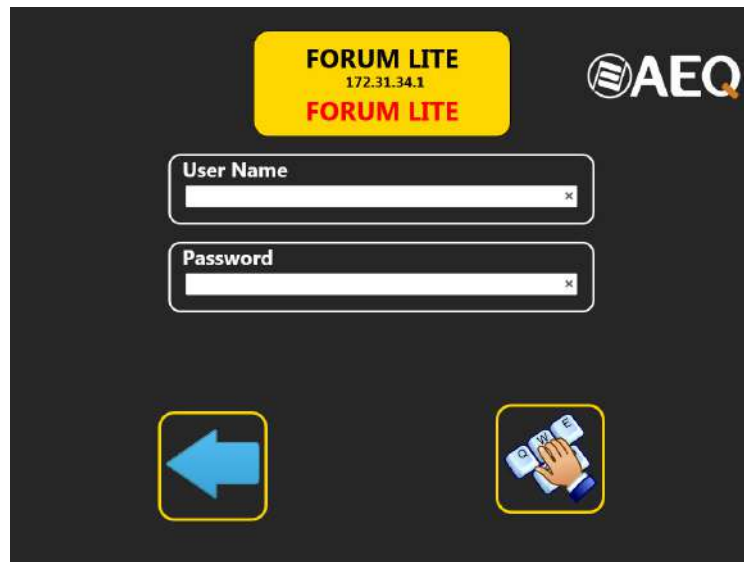 FORUM LITE
172.31.34.1
FORUM LITE
AEQ
User Name
×
Password
×
Q W E